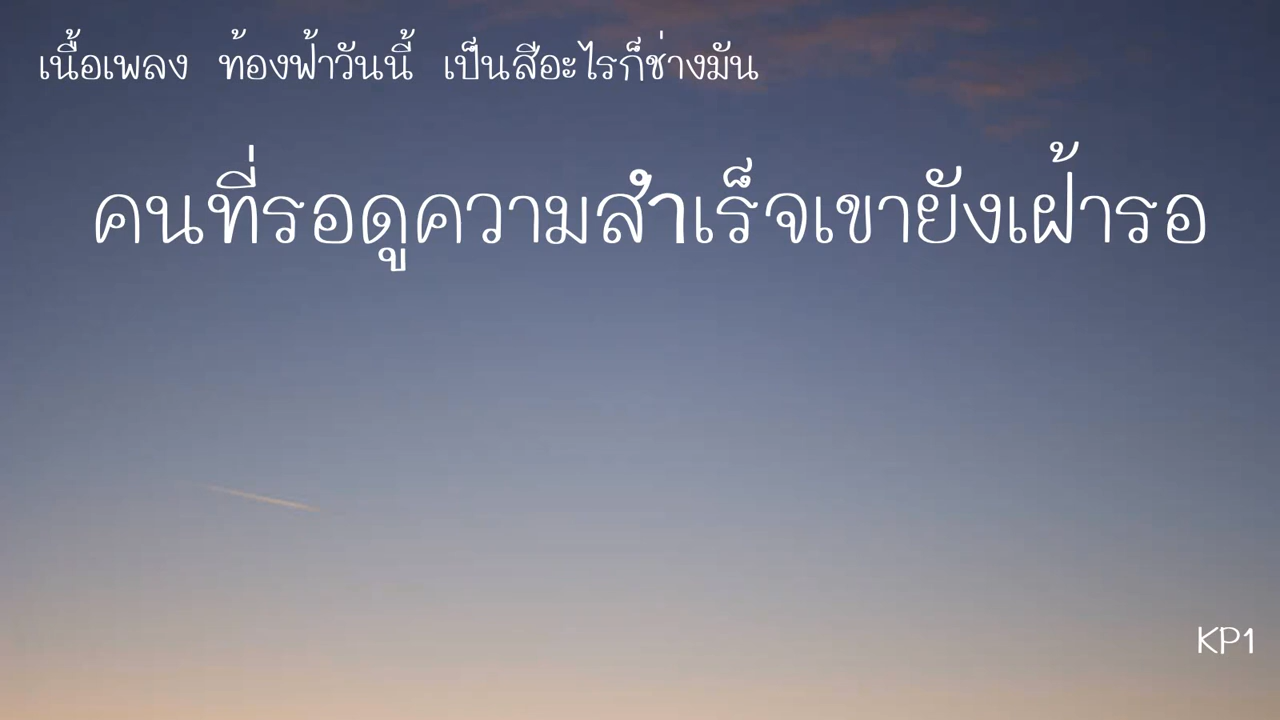 เนื้อเพลง ท้องฟ้าวันนี้ เป็นสีอะไรก็ช่างมัน
คนที่รอดูความสำเร็จเขายังเฝ้ารอ
KP1